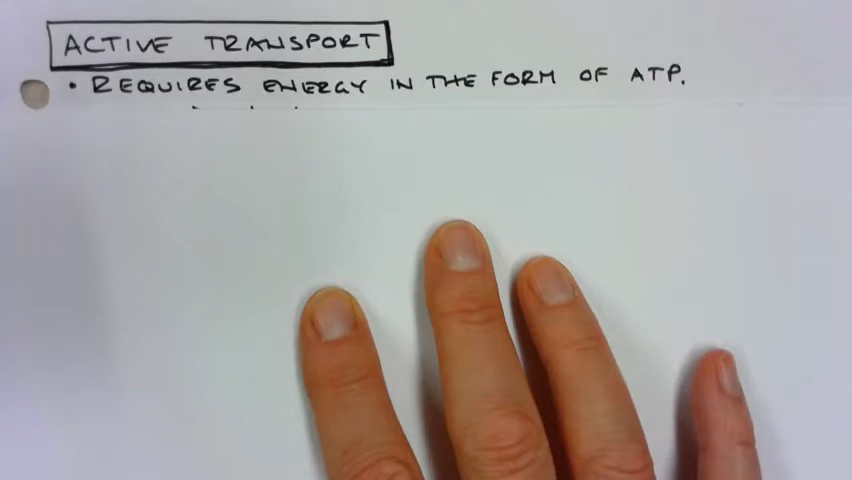 ACTIVE TRANSPORT
• REQUIRES ENERGY IN THE FORM OF ATP.